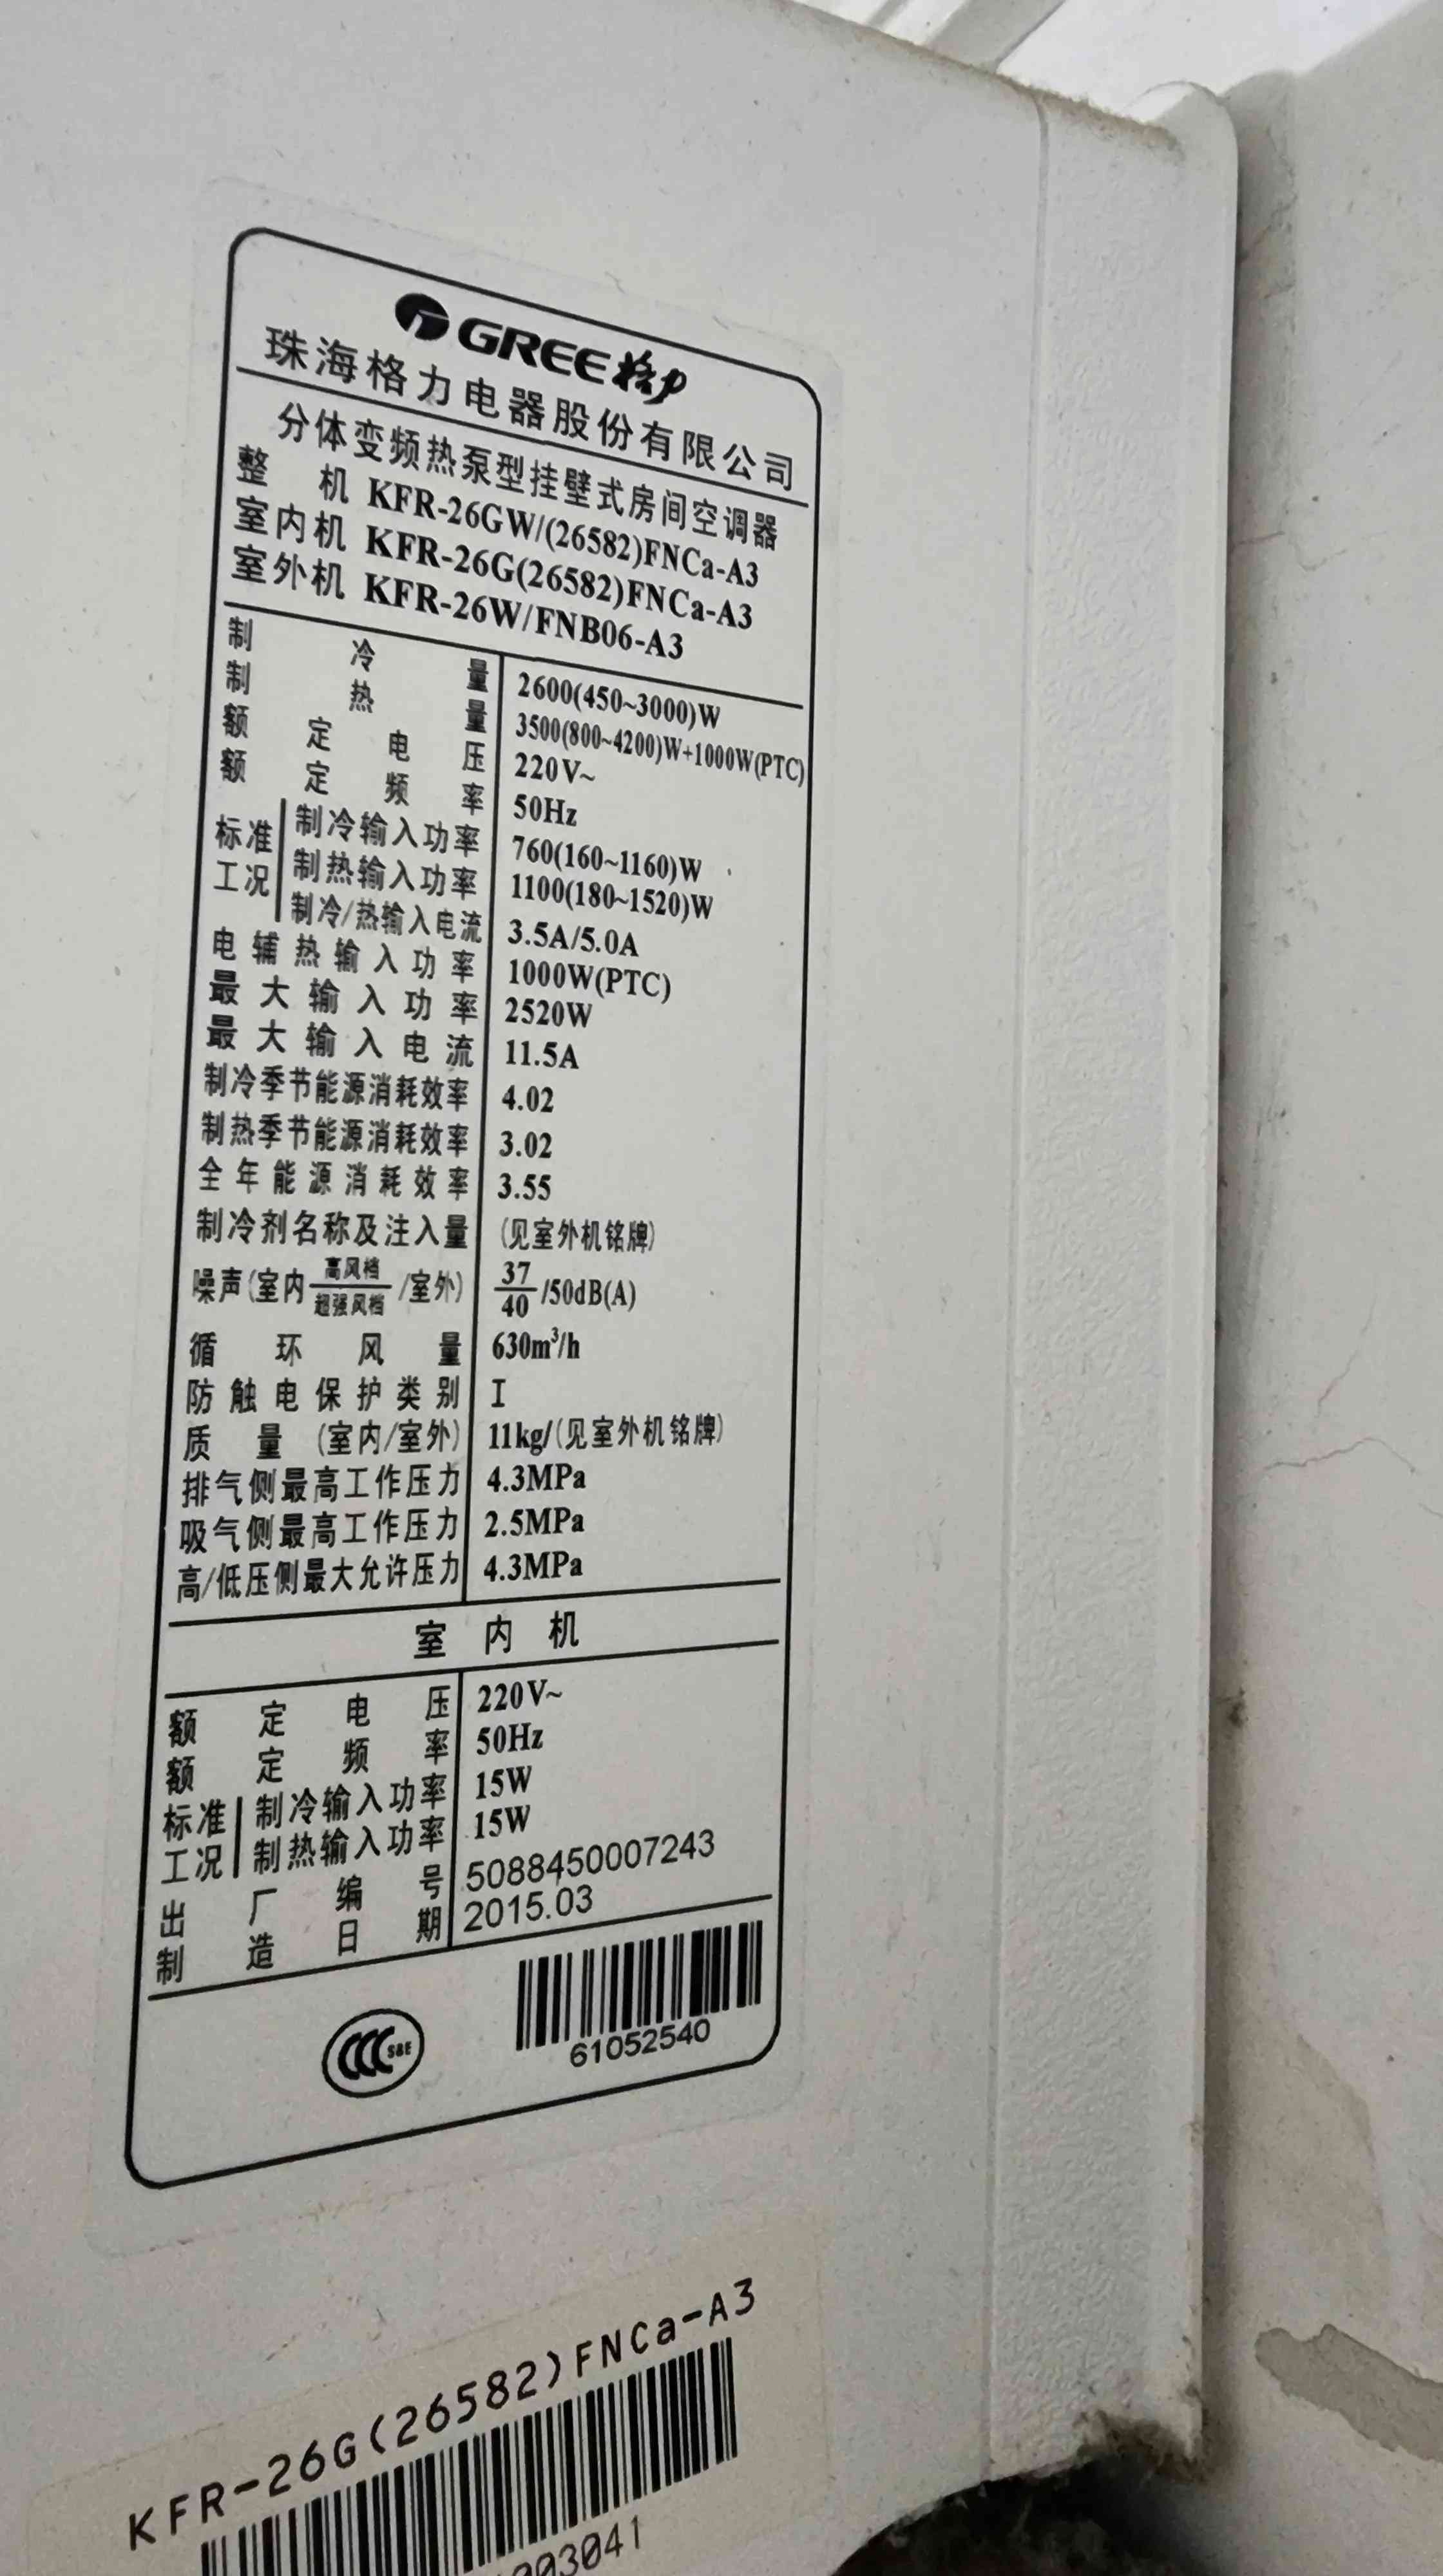 GREE格力
珠海格力电器股份有限公司
分体变频热泵型挂壁式房间空调器
整机 KFR-26GW/(26582)FNCa-A3
室内机 KFR-26G(26582)FNCa-A3
室外机 KFR-26W/FNB06-A3
制冷量 2600(450~3000)W
制热量 3500(800~4200)W+1000W(PTC)
额定电压 220V~
额定频率 50Hz
标准工况 制冷输入功率 760(160~1160)W
制热输入功率 1100(180~1520)W
制冷/热输入电流 3.5A/5.0A
电辅热输入功率 1000W(PTC)
最大输入功率 2520W
最大输入电流 11.5A
制冷季节能源消耗效率 4.02
制热季节能源消耗效率 3.02
全年能源消耗效率 3.55
制冷剂名称及注入量 (见室外机铭牌)
噪声(室内高风档/超强风档/室外) 37/40/50dB(A)
循环风量 630m³/h
防触电保护类别 I
质量(室内/室外) 11kg/(见室外机铭牌)
排气侧最高工作压力 4.3MPa
吸气侧最高工作压力 2.5MPa
高/低压侧最大允许压力 4.3MPa
室内机
额定电压 220V~
额定频率 50Hz
标准工况 制冷输入功率 15W
制热输入功率 15W
出厂编号 5088450007243
制造日期 2015.03
CCC S&E
61052540
KFR-26G(26582)FNCa-A3